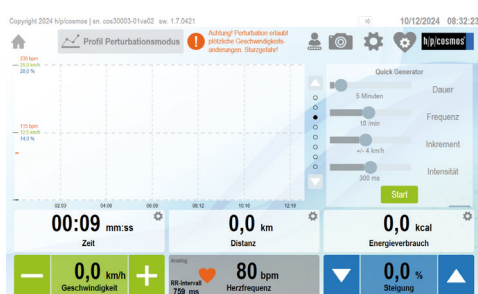 Copyright 2024 h/p/cosmos | en. cos30003-01va02 sw. 1.7.0421
10/12/2024 08:32:23
Profil Perturbationsmodus
Achtung! Perturbation erlaubt
plötzliche Geschwindigkeits-
änderungen. Sturzgefahr!
h/p/cosmos
230 bpm
25,0 km/h
28,0 %
115 bpm
12,5 km/h
14,0 %
02:03 04:06 06:09 08:12 10:16 12:19
Quick Generator
5 Minuten
Dauer
10 /min
Frequenz
+/- 4 km/h
Inkrement
300 ms
Intensität
Start
00:09 mm:ss
Zeit
0,0 km
Distanz
0,0 kcal
Energieverbrauch
0,0 km/h
Geschwindigkeit
Analog
RR-Intervall
759 ms
80 bpm
Herzfrequenz
0,0 %
Steigung